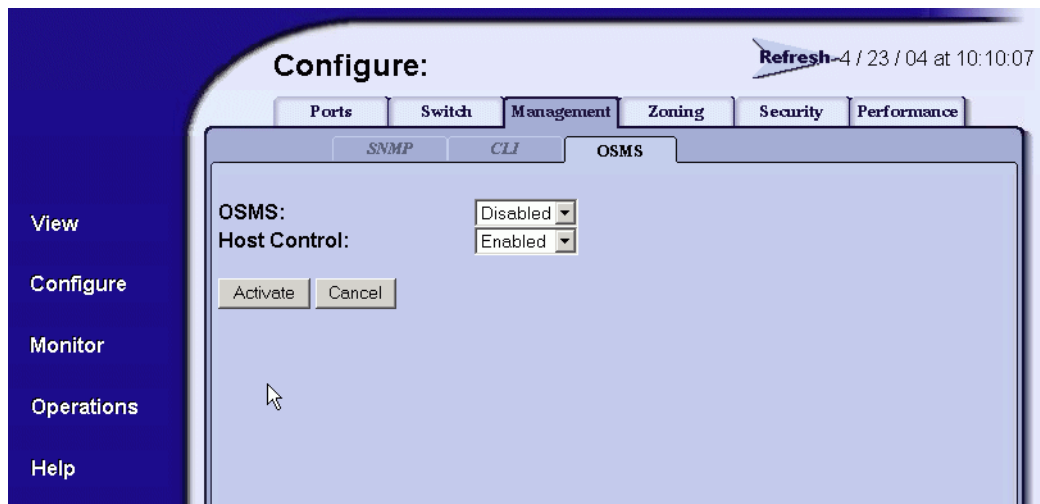 Configure:
Refresh 4 / 23 / 04 at 10:10:07
Ports Switch Management Zoning Security Performance
SNMP CLI OSMS
View
Configure
Monitor
Operations
Help
OSMS: Disabled
Host Control: Enabled
Activate Cancel